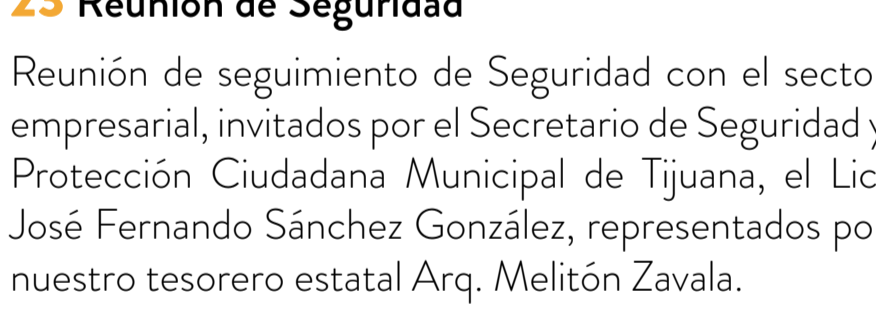 23 Reunión de Seguridad
Reunión de seguimiento de Seguridad con el secto
empresarial, invitados por el Secretario de Seguridad y
Protección Ciudadana Municipal de Tijuana, el Lic
José Fernando Sánchez González, representados po
nuestro tesorero estatal Arq. Melitón Zavala.